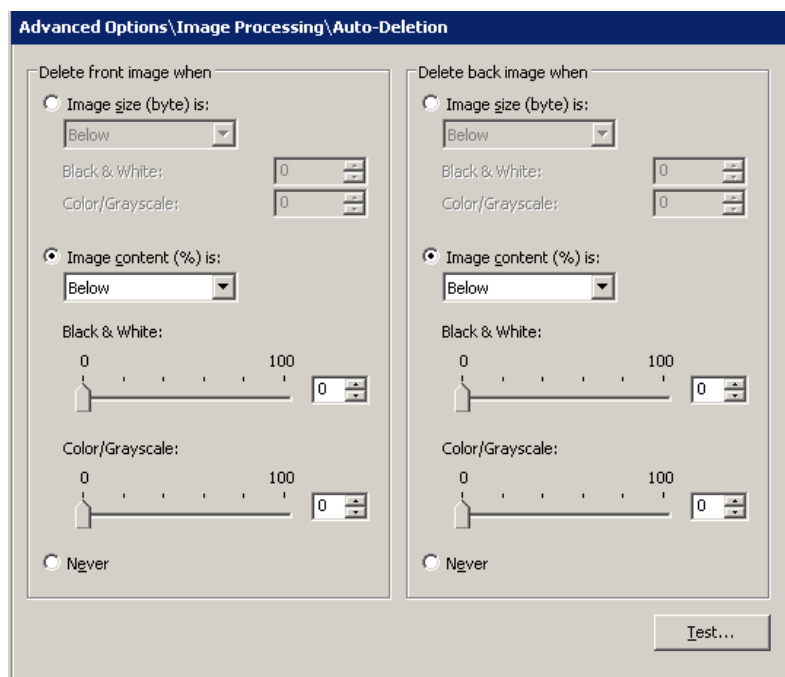 Advanced Options\Image Processing\Auto-Deletion
Delete front image when
Image size (byte) is:
Below
Black & White:
0
Color/Grayscale:
0
Image content (%) is:
Below
Black & White:
0 100
0
Color/Grayscale:
0 100
0
Never
Delete back image when
Image size (byte) is:
Below
Black & White:
0
Color/Grayscale:
0
Image content (%) is:
Below
Black & White:
0 100
0
Color/Grayscale:
0 100
0
Never
Test...